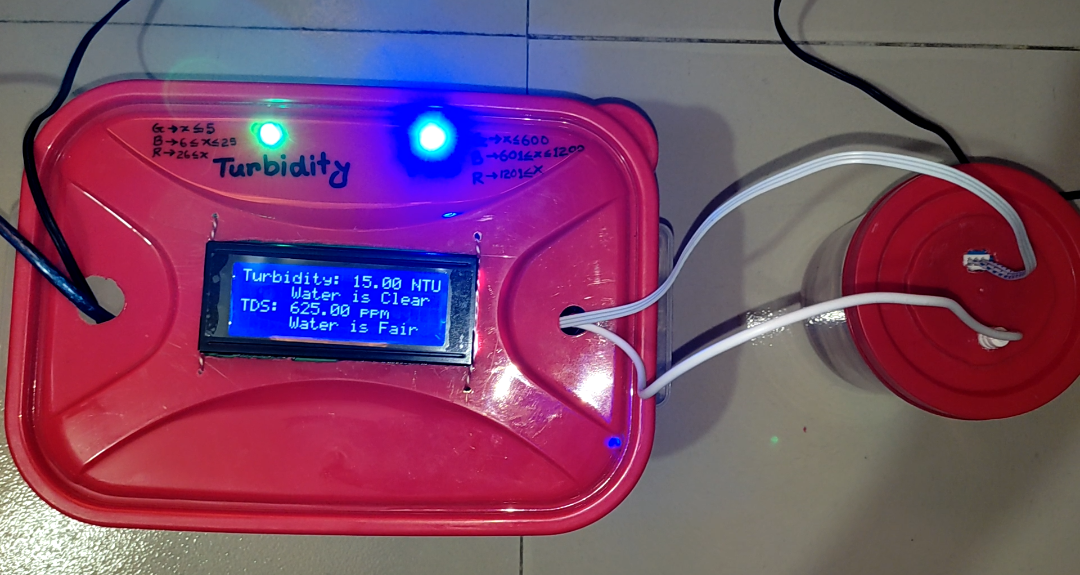 G→x≤5
B→6≤x≤25
R→26≤x
Turbidity
→x≤600
B→601≤x≤1200
R→1201≤x
Turbidity: 15.00 NTU
Water is Clear
TDS: 625.00 ppm
Water is Fair